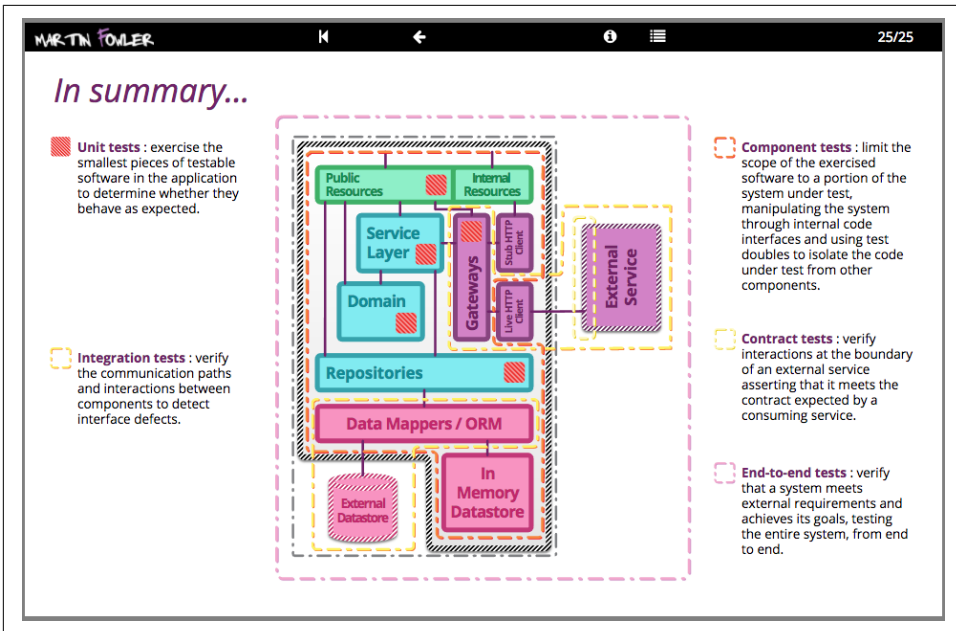 MARTIN FOWLER
25/25
In summary...
Unit tests : exercise the
smallest pieces of testable
software in the application
to determine whether they
behave as expected.
Integration tests : verify
the communication paths
and interactions between
components to detect
interface defects.
Public
Resources
Internal
Resources
Service
Layer
Domain
Gateways
Stub HTTP
Client
Live HTTP
Client
External
Service
Repositories
Data Mappers / ORM
External
Datastore
In
Memory
Datastore
Component tests : limit the
scope of the exercised
software to a portion of the
system under test,
manipulating the system
through internal code
interfaces and using test
doubles to isolate the code
under test from other
components.
Contract tests : verify
interactions at the boundary
of an external service
asserting that it meets the
contract expected by a
consuming service.
End-to-end tests : verify
that a system meets
external requirements and
achieves its goals, testing
the entire system, from end
to end.